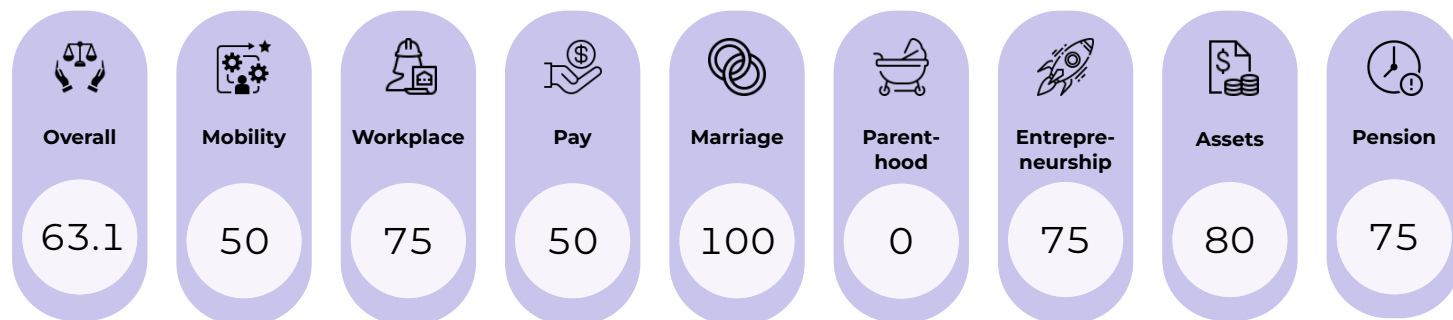 Overall
63.1
Mobility
50
Workplace
75
$
Pay
50
Marriage
100
Parent-
hood
0
Entrepre-
neurship
75
$
Assets
80
!
Pension
75